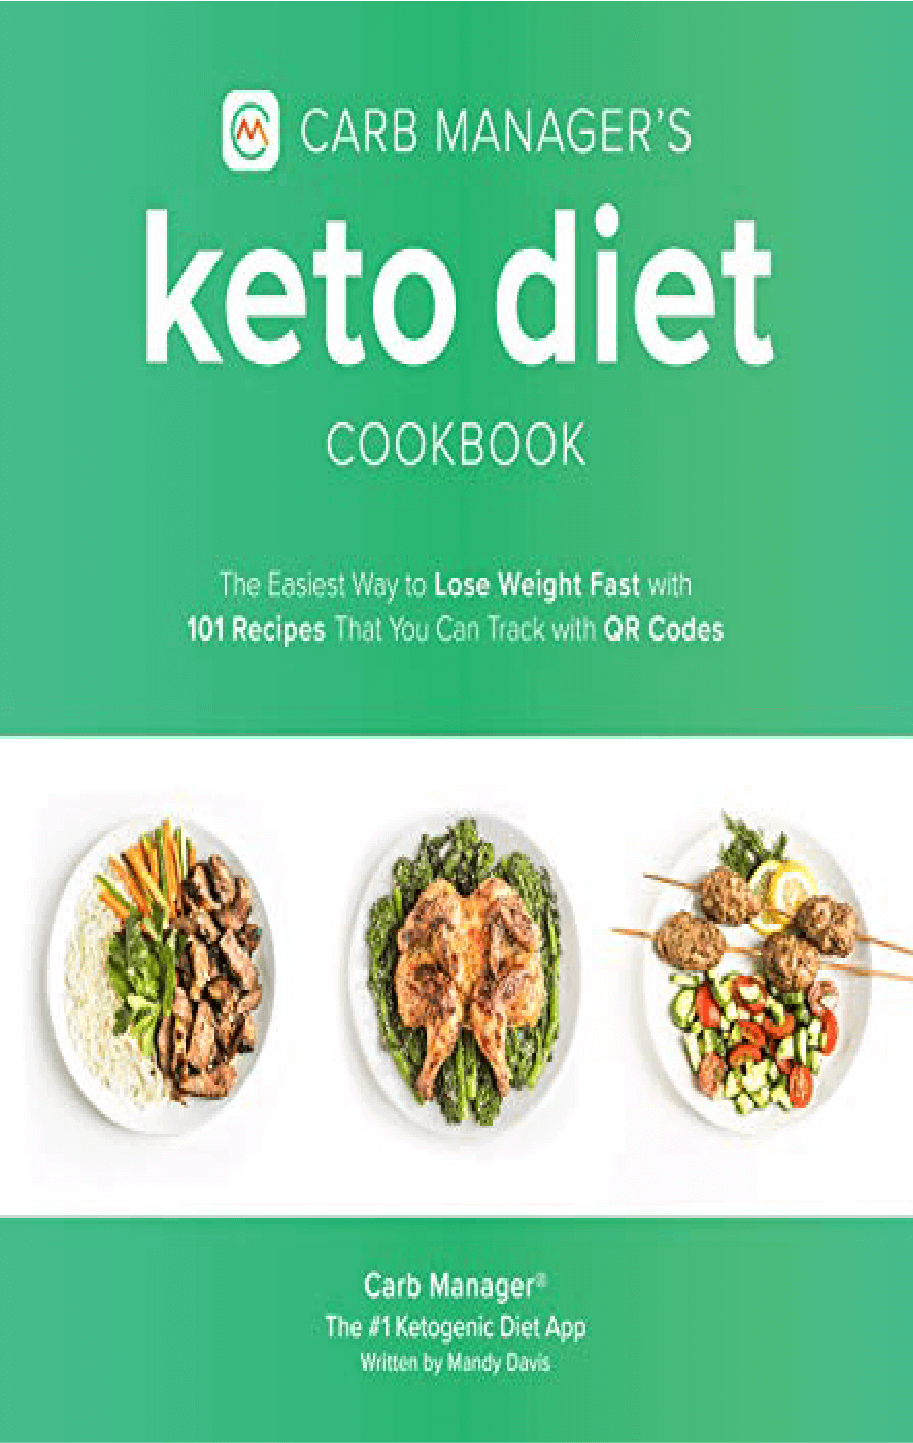 CARB MANAGER'S
keto diet
COOKBOOK
The Easiest Way to Lose Weight Fast with
101 Recipes That You Can Track with QR Codes
Carb Manager®
The #1 Ketogenic Diet App
Written by Mandy Davis